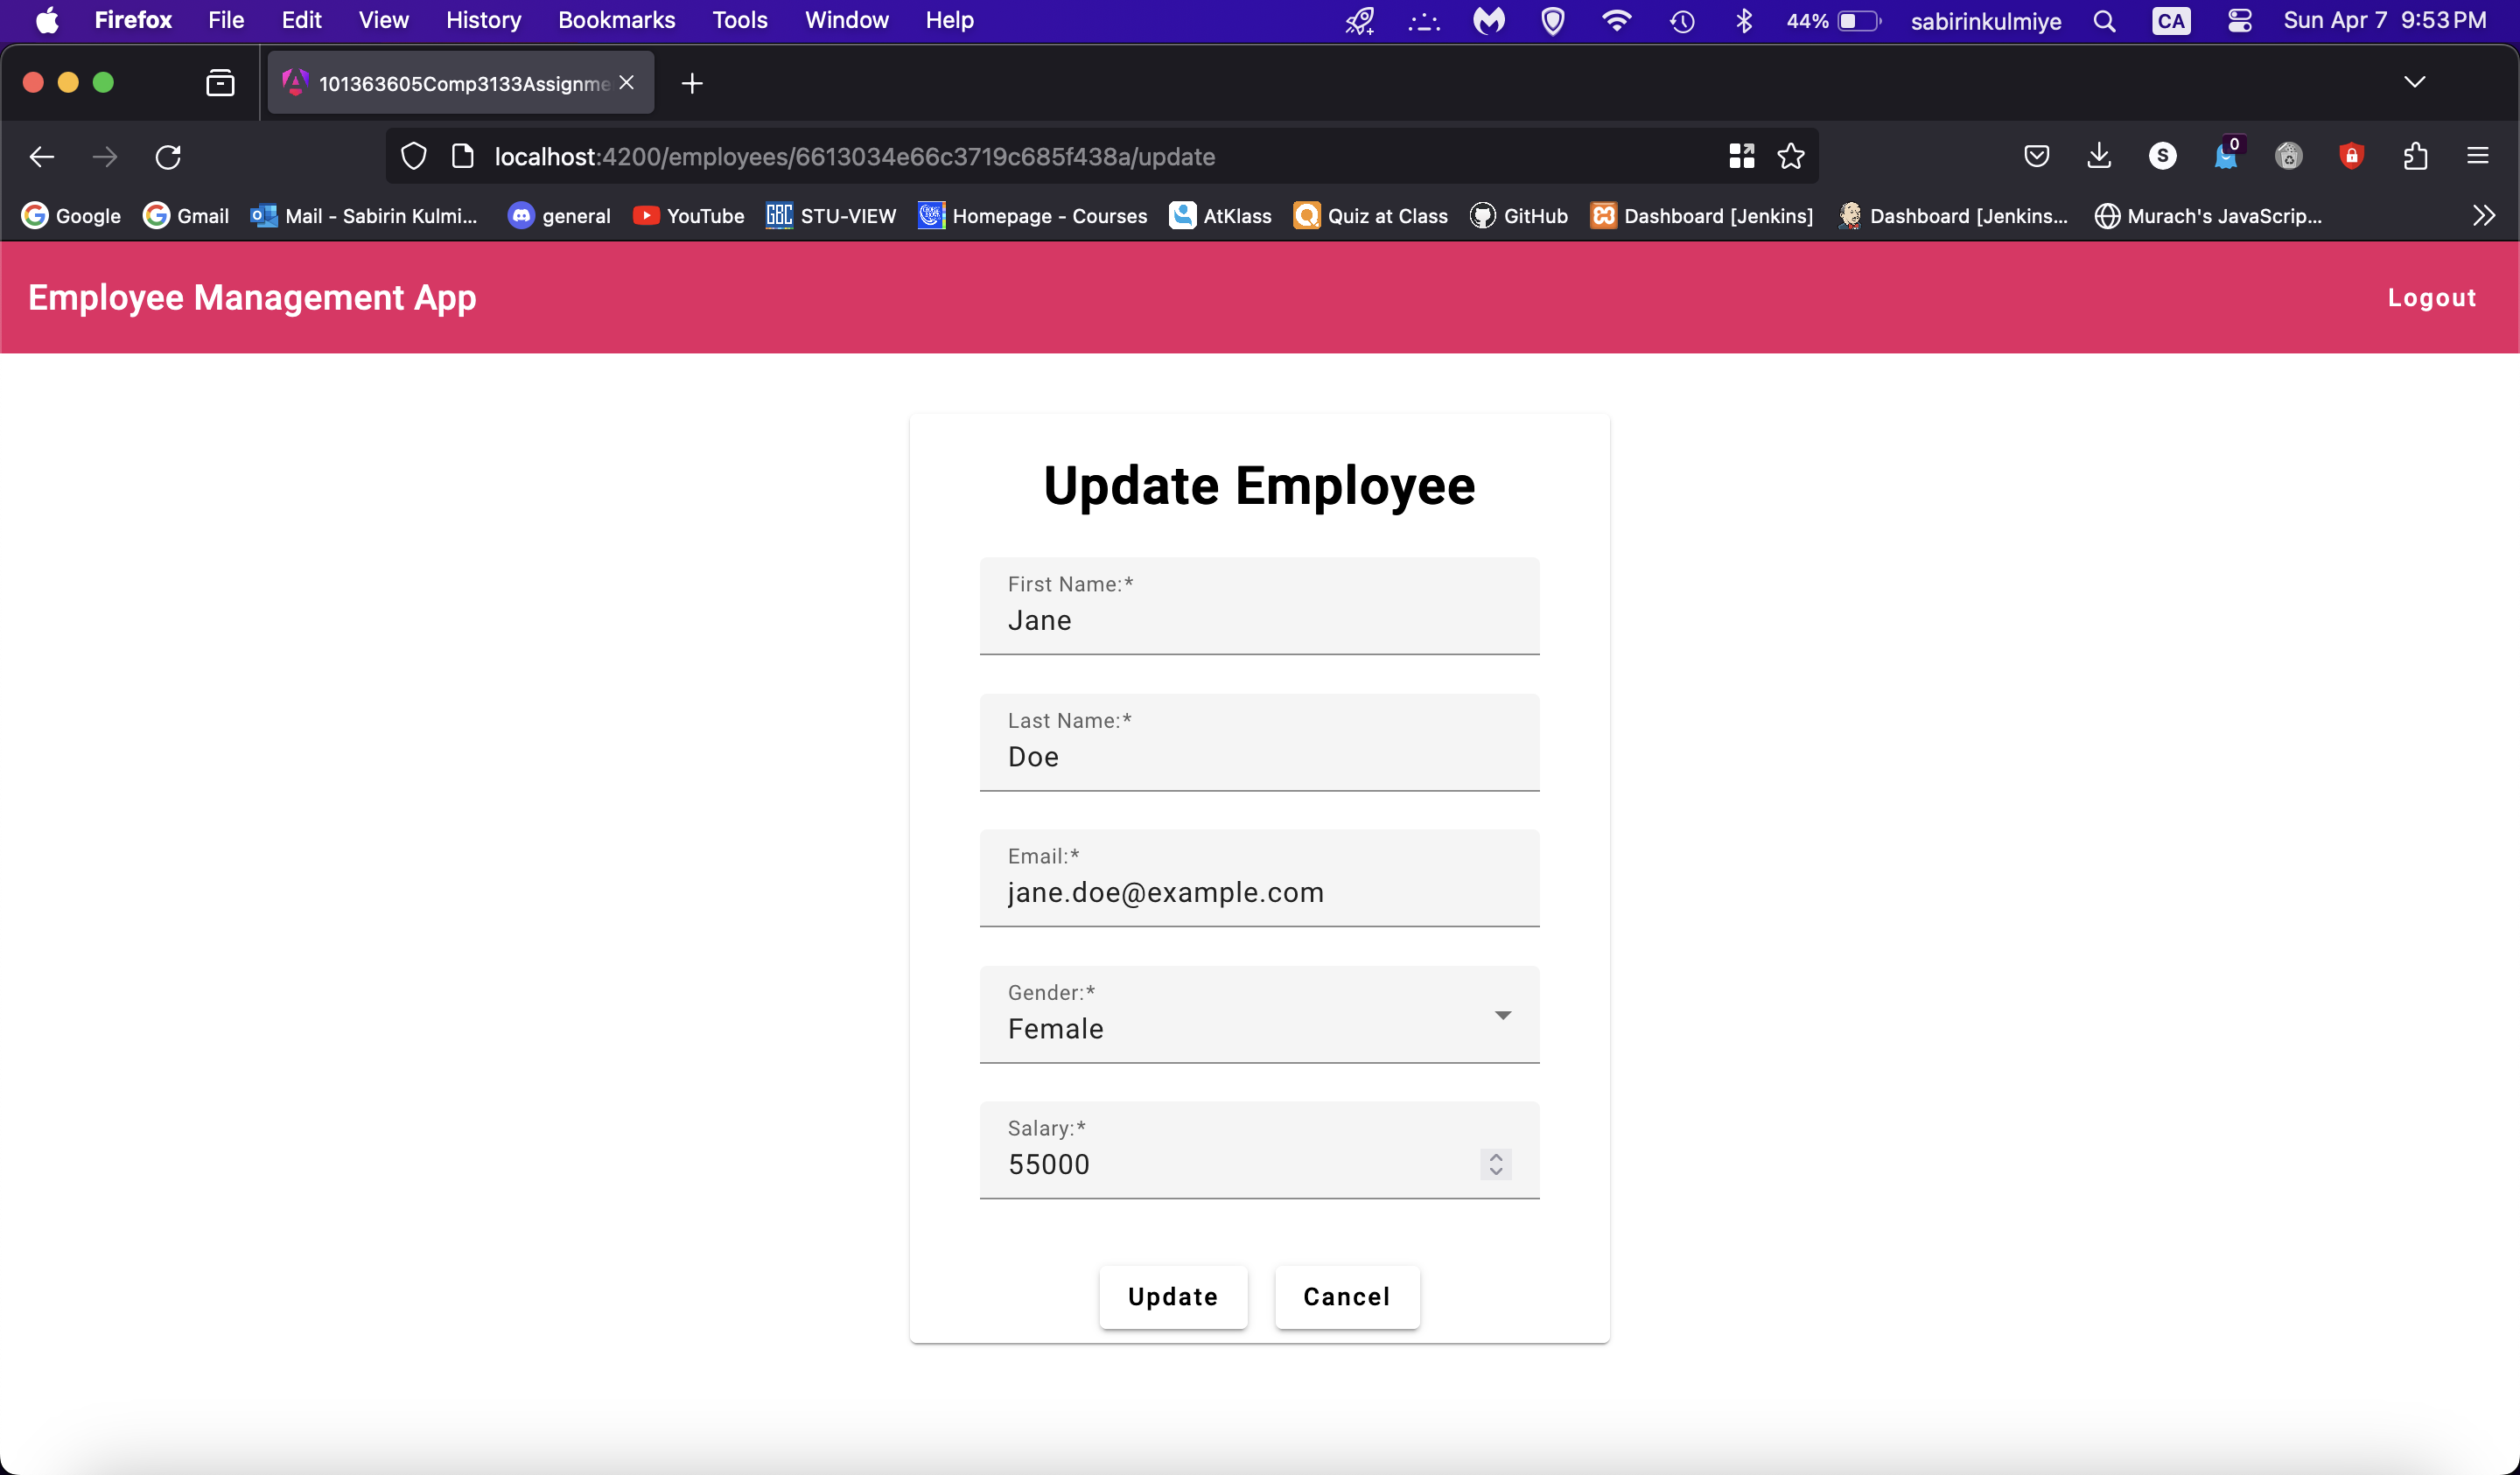 Firefox File Edit View History Bookmarks Tools Window Help 44% sabirinkulmiye CA Sun Apr 7 9:53 PM
101363605Comp3133Assignme
localhost:4200/employees/6613034e66c3719c685f438a/update S 0
Google Gmail Mail - Sabirin Kulmi... general YouTube GBC STU-VIEW Homepage - Courses AtKlass Quiz at Class GitHub Dashboard [Jenkins] Dashboard [Jenkins... Murach's JavaScrip...
Employee Management App Logout
Update Employee
First Name:*
Jane
Last Name:*
Doe
Email:*
jane.doe@example.com
Gender:*
Female
Salary:*
55000
Update Cancel